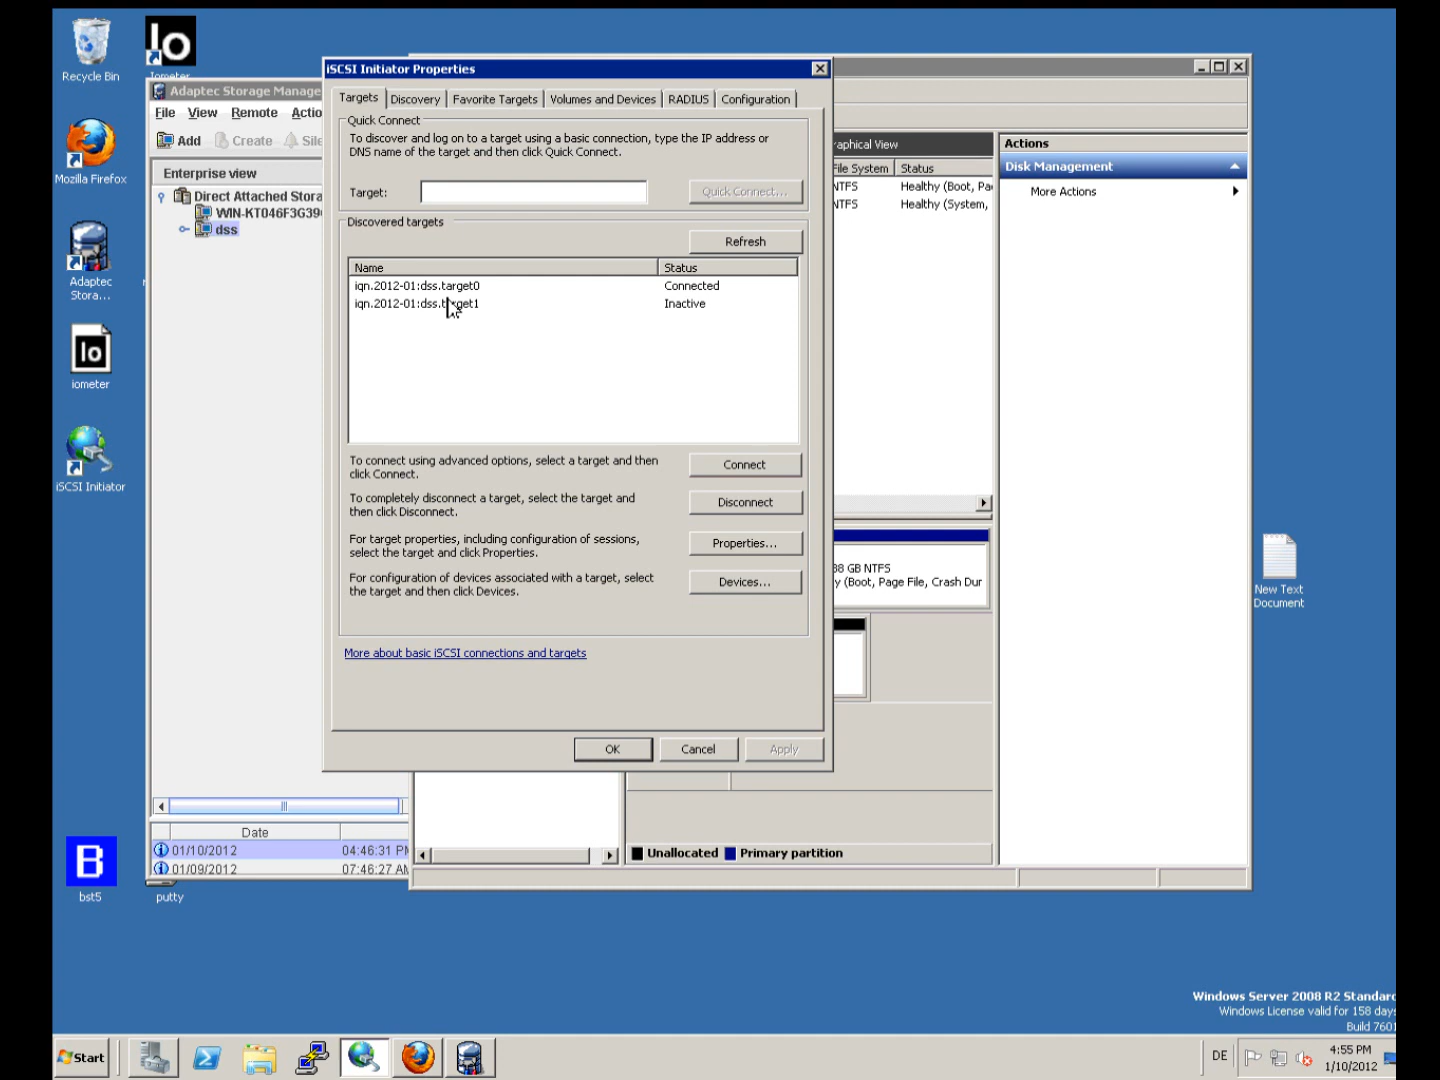 Recycle Bin
Mozilla Firefox
Adaptec
Stora...
iometer
iSCSI Initiator
bst5
putty
Adaptec Storage Manage
File View Remote Actio
Add Create Sile
Enterprise view
Direct Attached Stora
WIN-KT046F3G39
dss
Date
01/10/2012 04:46:31 PM
01/09/2012 07:46:27 AM
iSCSI Initiator Properties
Targets Discovery Favorite Targets Volumes and Devices RADIUS Configuration
Quick Connect
To discover and log on to a target using a basic connection, type the IP address or
DNS name of the target and then click Quick Connect.
Target: Quick Connect...
Discovered targets
Refresh
Name Status
iqn.2012-01:dss.target0 Connected
iqn.2012-01:dss.target1 Inactive
To connect using advanced options, select a target and then
click Connect.
Connect
To completely disconnect a target, select the target and
then click Disconnect.
Disconnect
For target properties, including configuration of sessions,
select the target and click Properties.
Properties...
For configuration of devices associated with a target, select
the target and then click Devices.
Devices...
More about basic iSCSI connections and targets
OK Cancel Apply
raphical View
File System Status
NTFS Healthy (Boot, Pa
NTFS Healthy (System,
38 GB NTFS
y (Boot, Page File, Crash Dur
Unallocated Primary partition
Actions
Disk Management
More Actions
New Text
Document
Windows Server 2008 R2 Standard
Windows License valid for 158 days
Build 7601
Start
DE
4:55 PM
1/10/2012